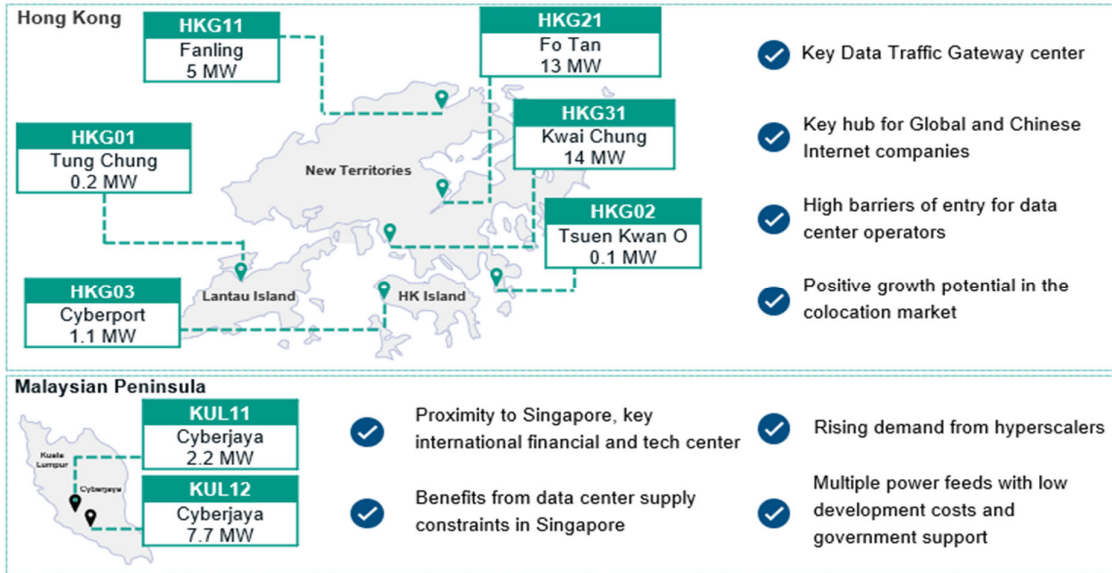 Hong Kong
HKG11
Fanling
5 MW
HKG21
Fo Tan
13 MW
HKG01
Tung Chung
0.2 MW
HKG31
Kwai Chung
14 MW
New Territories
HKG02
Tsuen Kwan O
0.1 MW
HKG03
Cyberport
1.1 MW
Lantau Island
HK Island
Key Data Traffic Gateway center
Key hub for Global and Chinese
Internet companies
High barriers of entry for data
center operators
Positive growth potential in the
colocation market
Malaysian Peninsula
Kuala
Lumpur
Cyberjaya
KUL11
Cyberjaya
2.2 MW
KUL12
Cyberjaya
7.7 MW
Proximity to Singapore, key
international financial and tech center
Benefits from data center supply
constraints in Singapore
Rising demand from hyperscalers
Multiple power feeds with low
development costs and
government support